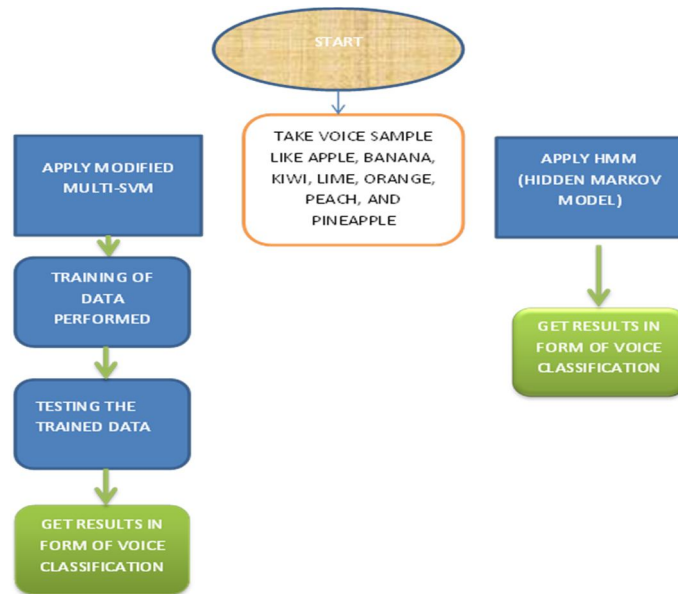 START
TAKE VOICE SAMPLE
LIKE APPLE, BANANA,
KIWI, LIME, ORANGE,
PEACH, AND
PINEAPPLE
APPLY MODIFIED
MULTI-SVM
TRAINING OF
DATA
PERFORMED
TESTING THE
TRAINED DATA
GET RESULTS IN
FORM OF VOICE
CLASSIFICATION
APPLY HMM
(HIDDEN MARKOV
MODEL)
GET RESULTS IN
FORM OF VOICE
CLASSIFICATION